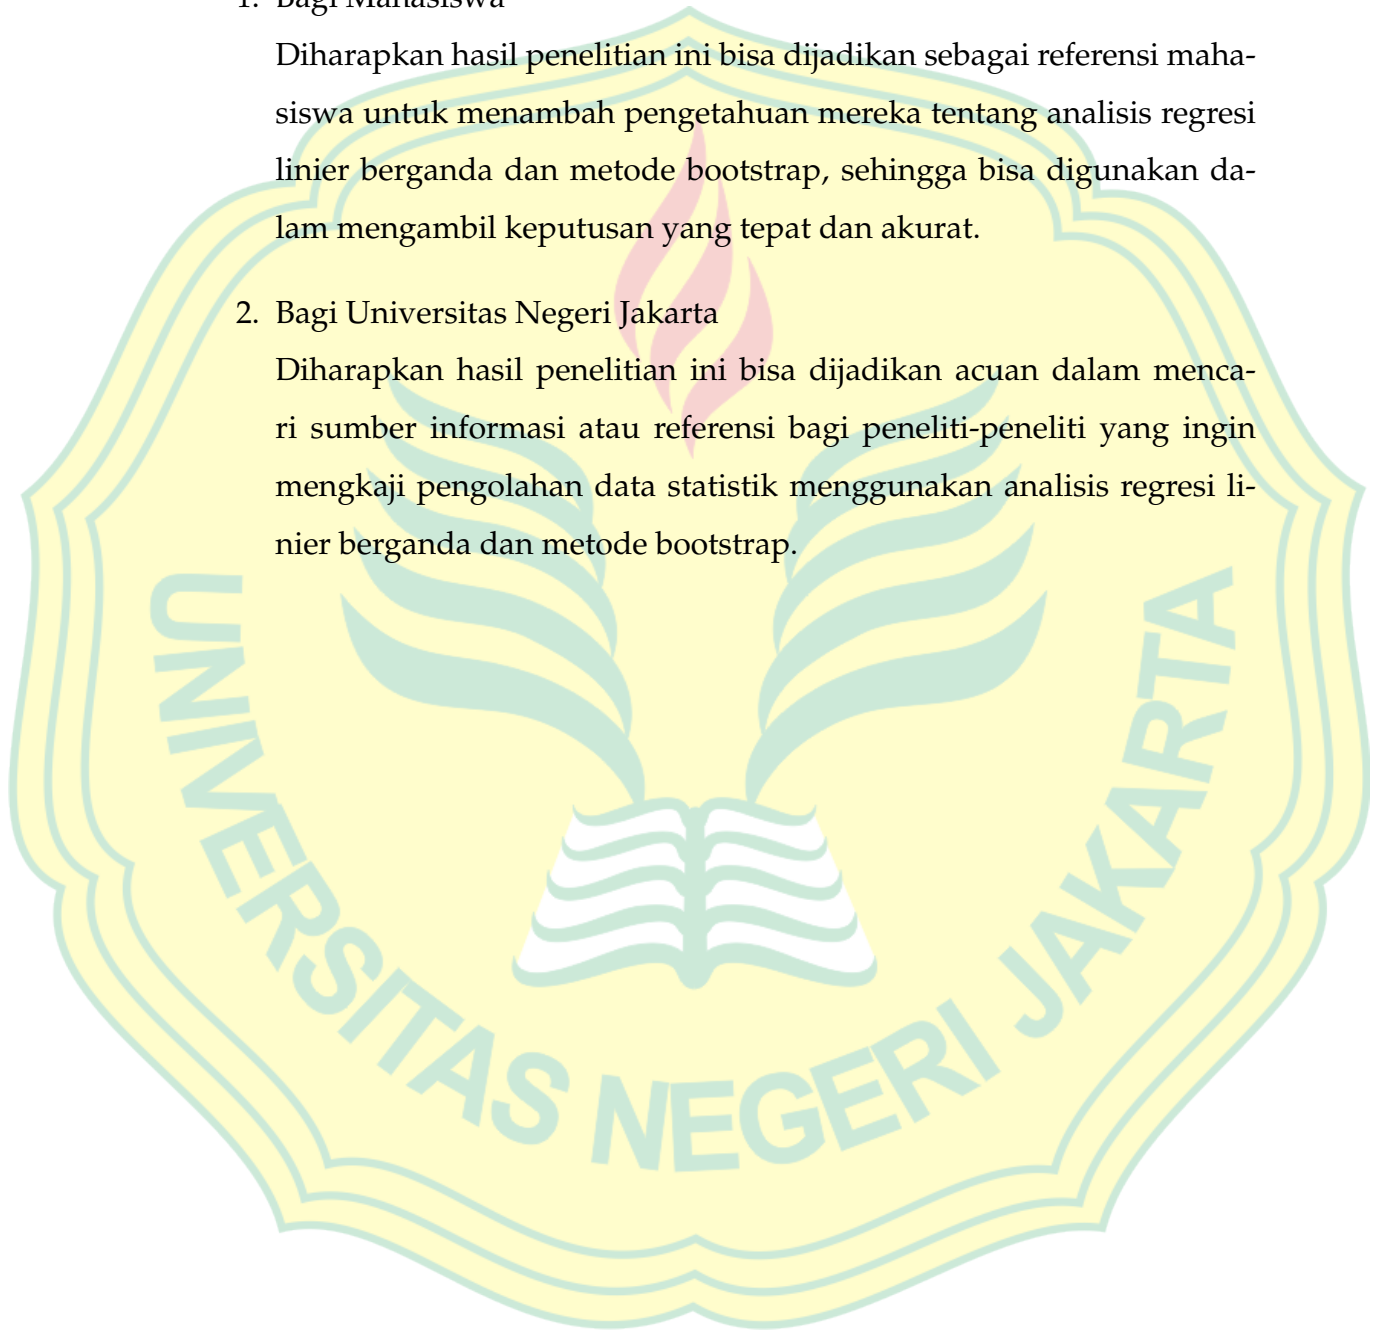 1. Bagi Mahasiswa
Diharapkan hasil penelitian ini bisa dijadikan sebagai referensi maha-
siswa untuk menambah pengetahuan mereka tentang analisis regresi
linier berganda dan metode bootstrap, sehingga bisa digunakan da-
lam mengambil keputusan yang tepat dan akurat.
2. Bagi Universitas Negeri Jakarta
Diharapkan hasil penelitian ini bisa dijadikan acuan dalam menca-
ri sumber informasi atau referensi bagi peneliti-peneliti yang ingin
mengkaji pengolahan data statistik menggunakan analisis regresi li-
nier berganda dan metode bootstrap.
UNIVERSITAS NEGERI JAKARTA